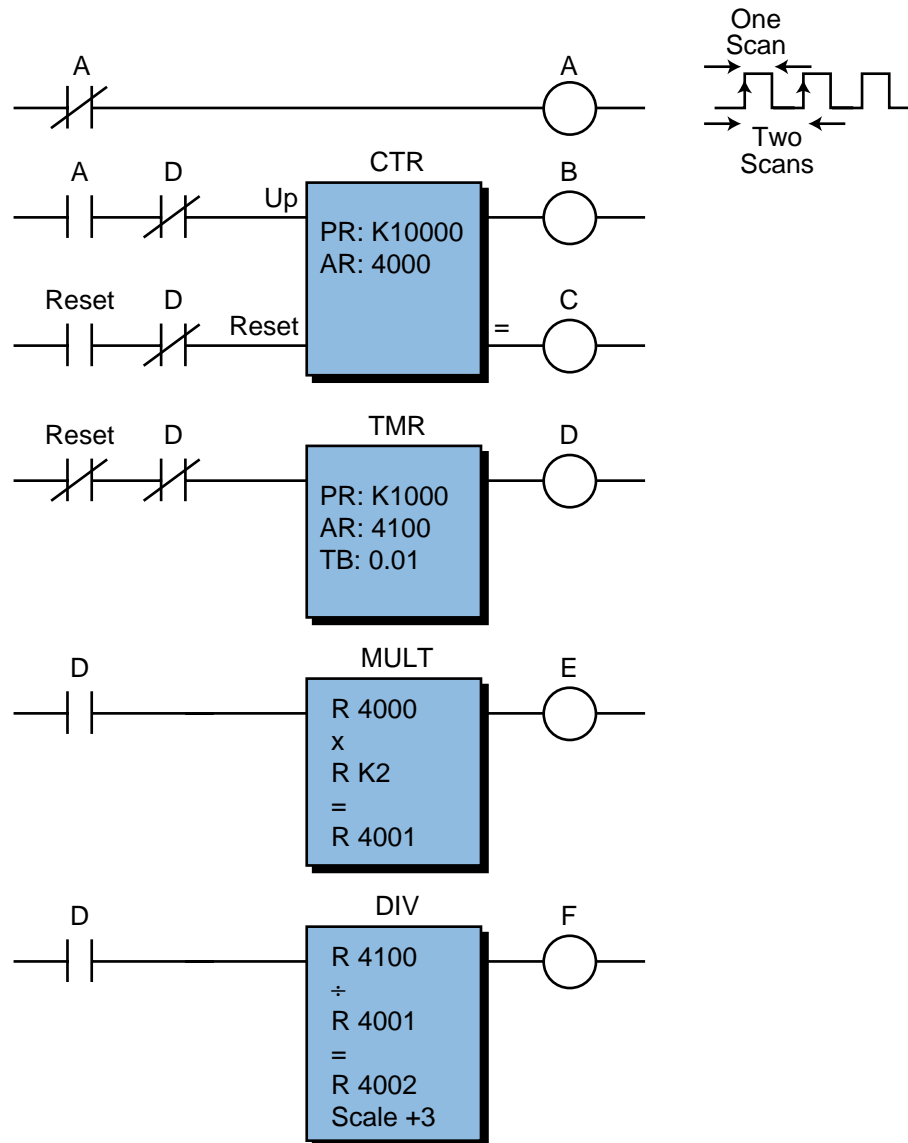 One
Scan
A A
Two
Scans
CTR
A D Up B
PR: K10000
AR: 4000
Reset D Reset = C
TMR
Reset D D
PR: K1000
AR: 4100
TB: 0.01
MULT
D E
R 4000
x
R K2
=
R 4001
DIV
D F
R 4100
÷
R 4001
=
R 4002
Scale +3